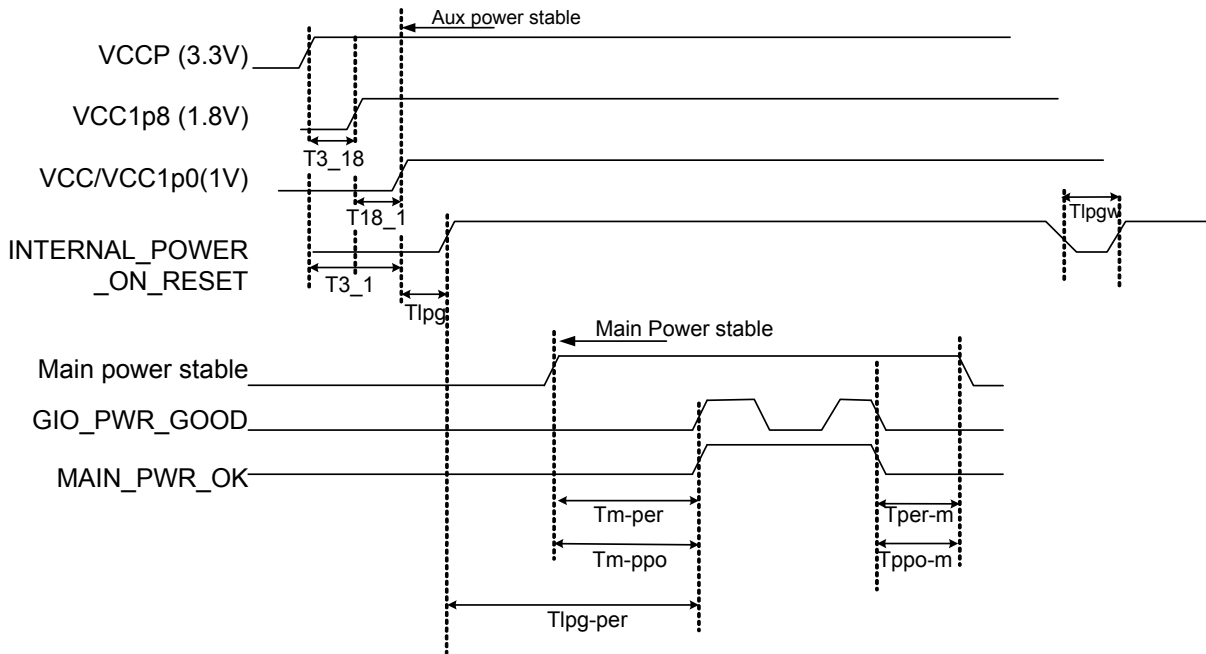 Aux power stable
VCCP (3.3V)
VCC1p8 (1.8V)
T3_18
VCC/VCC1p0(1V)
T18_1
Tlpgw
INTERNAL_POWER
_ON_RESET
T3_1
Tlpg
Main Power stable
Main power stable
GIO_PWR_GOOD
MAIN_PWR_OK
Tm-per
Tper-m
Tm-ppo
Tppo-m
Tlpg-per